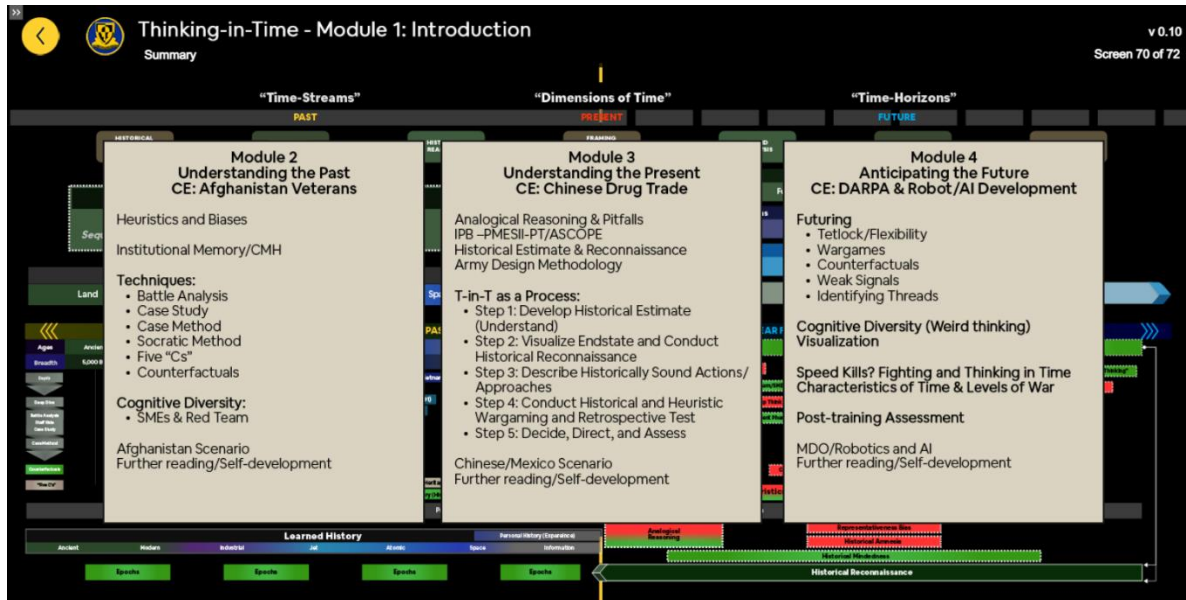 >>
Thinking-in-Time - Module 1: Introduction
Summary
v 0.10
Screen 70 of 72
"Time-Streams"
"Dimensions of Time"
"Time-Horizons"
PAST
PRESENT
FUTURE
HISTORICAL
FRAMING
Module 2
Understanding the Past
CE: Afghanistan Veterans
Heuristics and Biases
Institutional Memory/CMH
Techniques:
• Battle Analysis
• Case Study
• Case Method
• Socratic Method
• Five "Cs"
• Counterfactuals
Cognitive Diversity:
• SMEs & Red Team
Afghanistan Scenario
Further reading/Self-development
Module 3
Understanding the Present
CE: Chinese Drug Trade
Analogical Reasoning & Pitfalls
IPB –PMESII-PT/ASCOPE
Historical Estimate & Reconnaissance
Army Design Methodology
T-in-T as a Process:
• Step 1: Develop Historical Estimate
(Understand)
• Step 2: Visualize Endstate and Conduct
Historical Reconnaissance
• Step 3: Describe Historically Sound Actions/
Approaches
• Step 4: Conduct Historical and Heuristic
Wargaming and Retrospective Test
• Step 5: Decide, Direct, and Assess
Chinese/Mexico Scenario
Further reading/Self-development
Module 4
Anticipating the Future
CE: DARPA & Robot/AI Development
Futuring
• Tetlock/Flexibility
• Wargames
• Counterfactuals
• Weak Signals
• Identifying Threads
Cognitive Diversity (Weird thinking)
Visualization
Speed Kills? Fighting and Thinking in Time
Characteristics of Time & Levels of War
Post-training Assessment
MDO/Robotics and AI
Further reading/Self-development
Land
Ages
Breadth
5,000 B
Learned History
Personal History (Experience)
Ancient
Modern
Industrial
Jet
Atomic
Space
Information
Epochs
Epochs
Epochs
Epochs
Analogical
Reasoning
Representativeness Bias
Historical Amnesia
Historical Mindedness
Historical Reconnaissance